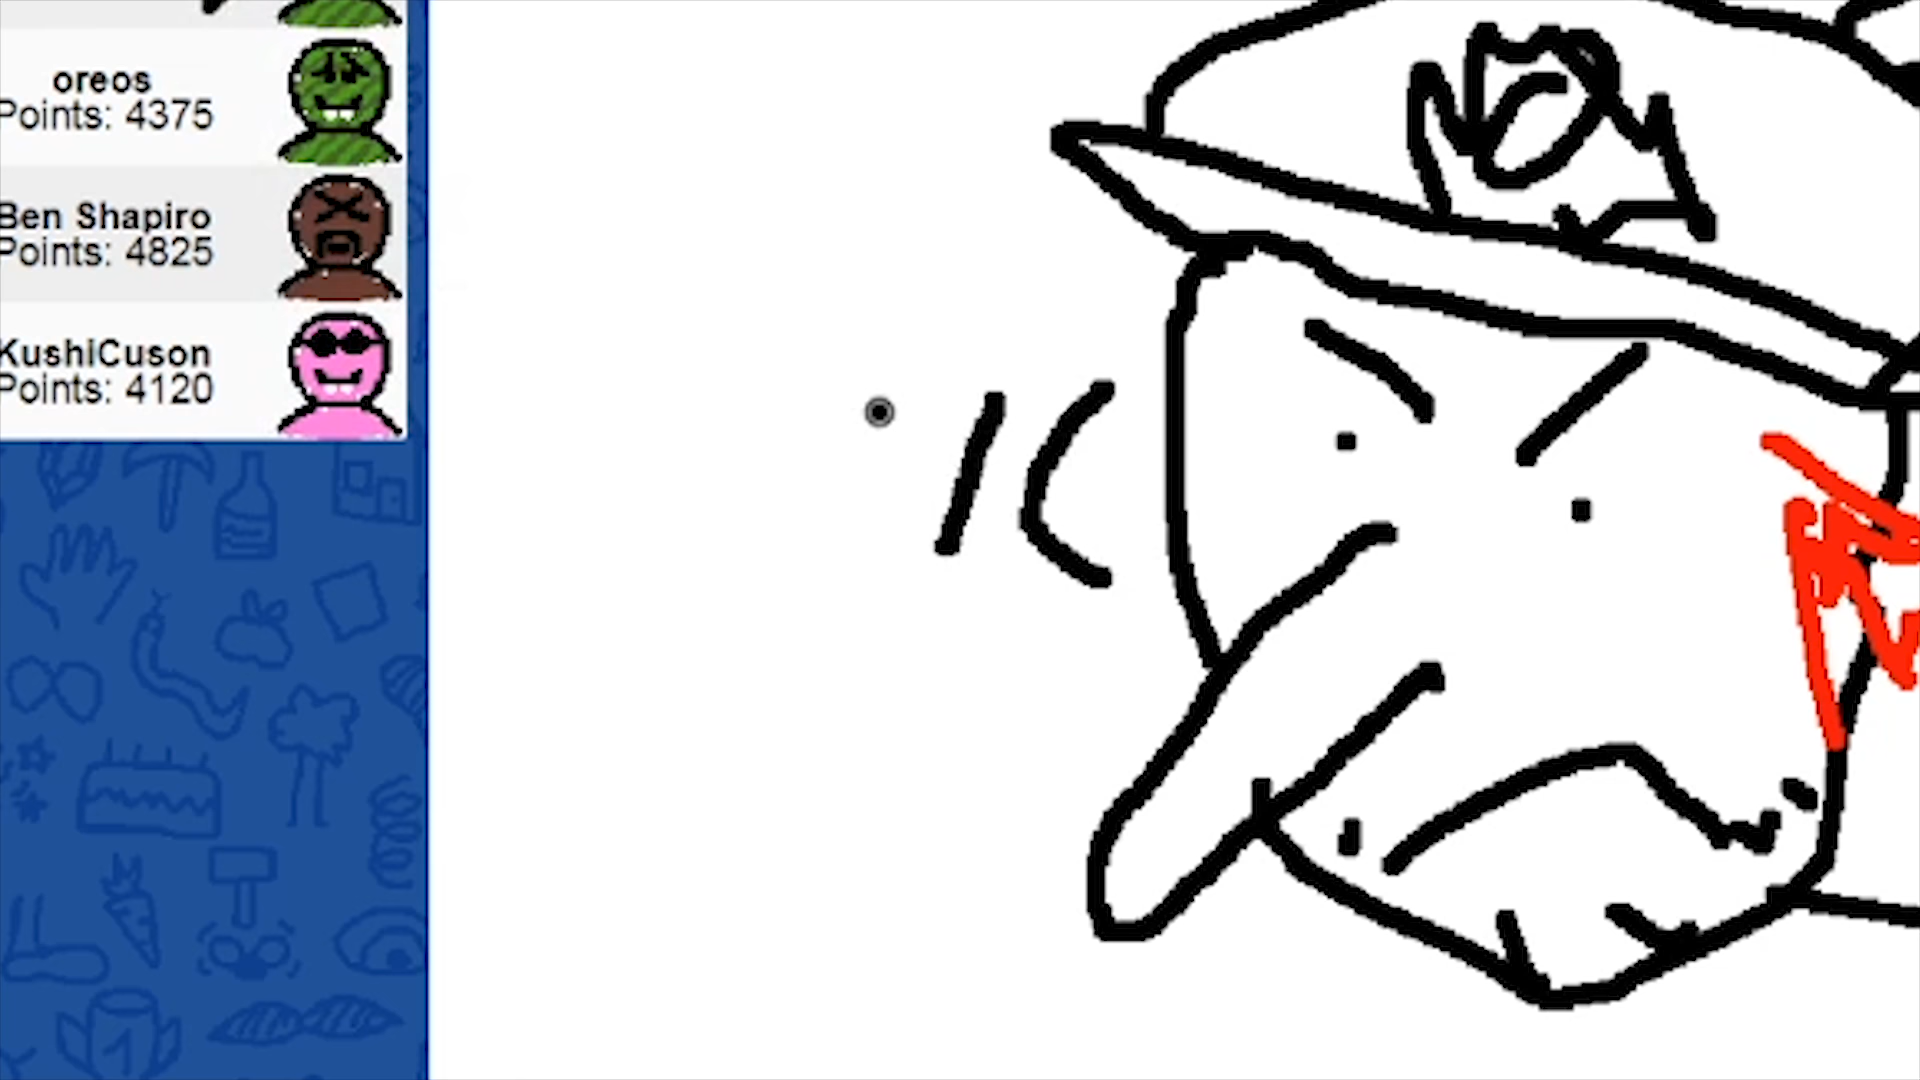 oreos
Points: 4375
Ben Shapiro
Points: 4825
KushiCuson
Points: 4120